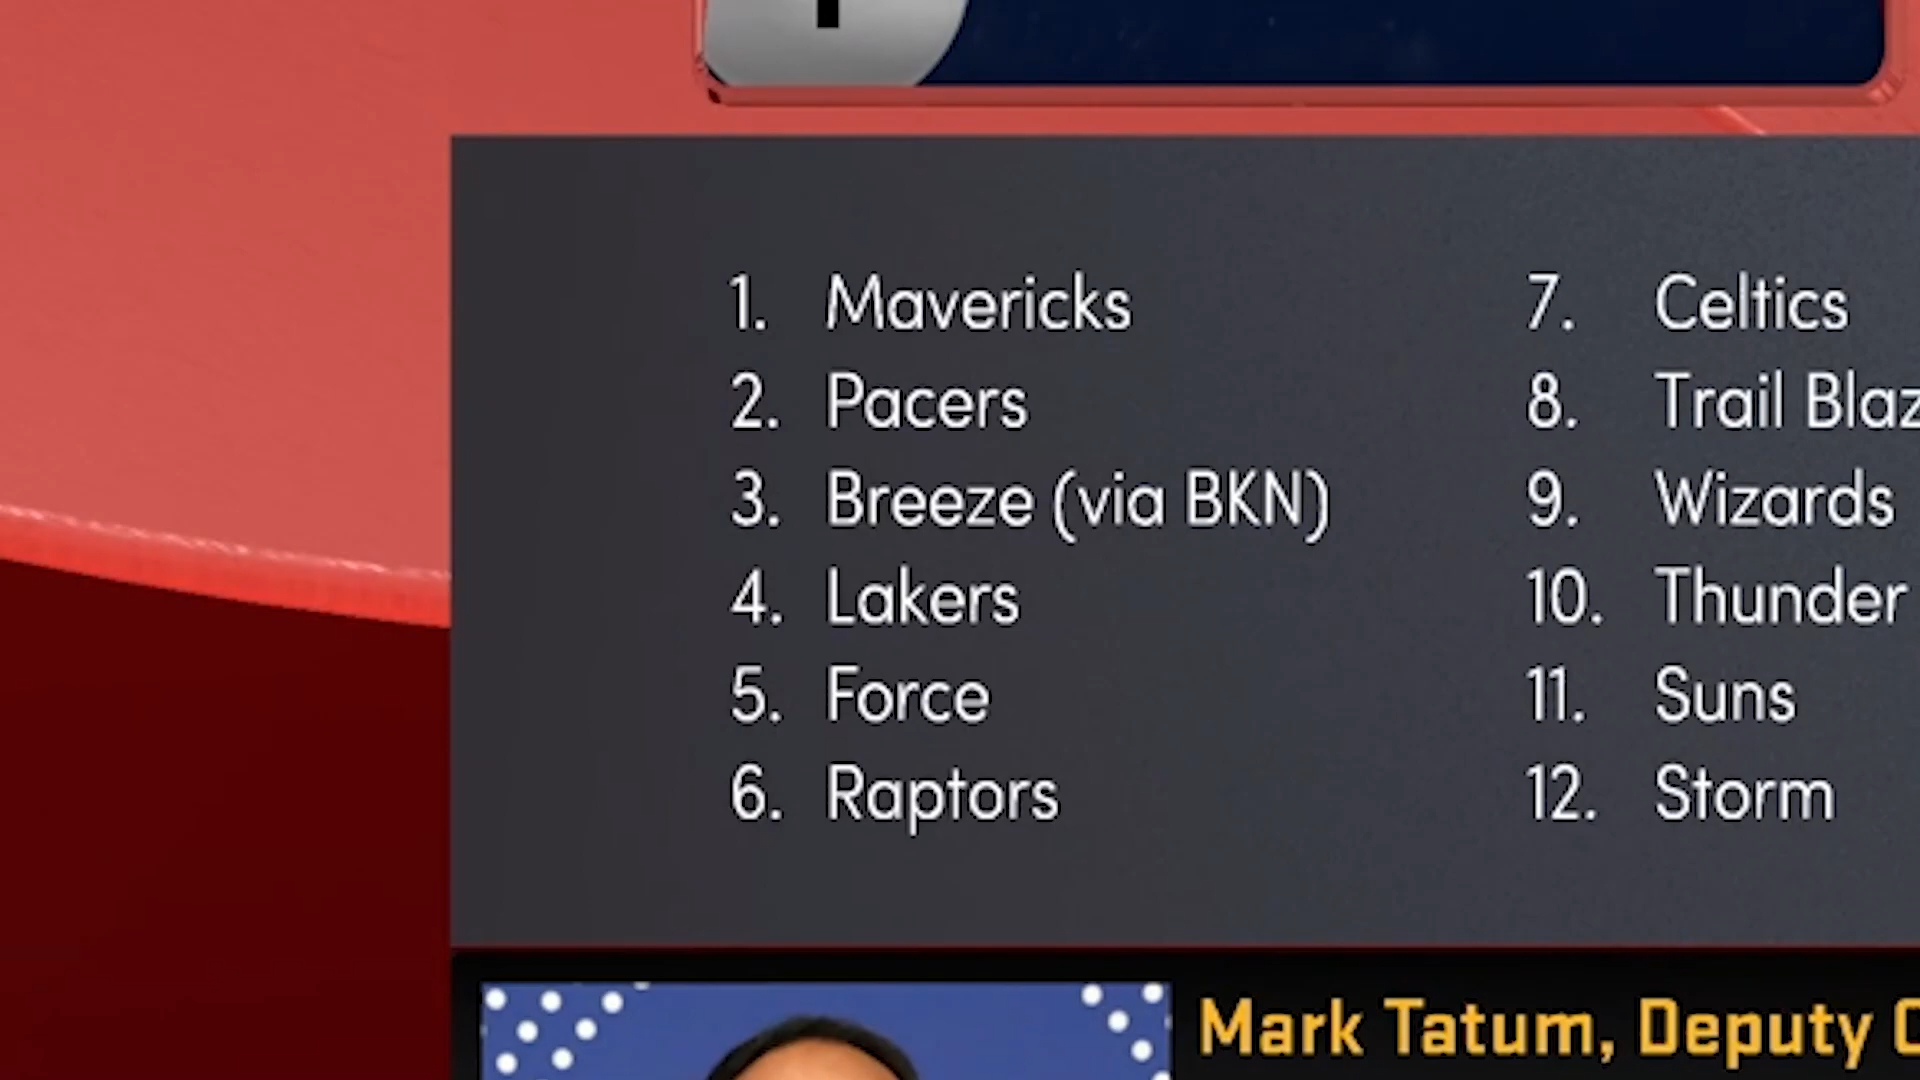 1. Mavericks
2. Pacers
3. Breeze (via BKN)
4. Lakers
5. Force
6. Raptors
7. Celtics
8. Trail Blaz
9. Wizards
10. Thunder
11. Suns
12. Storm
Mark Tatum, Deputy